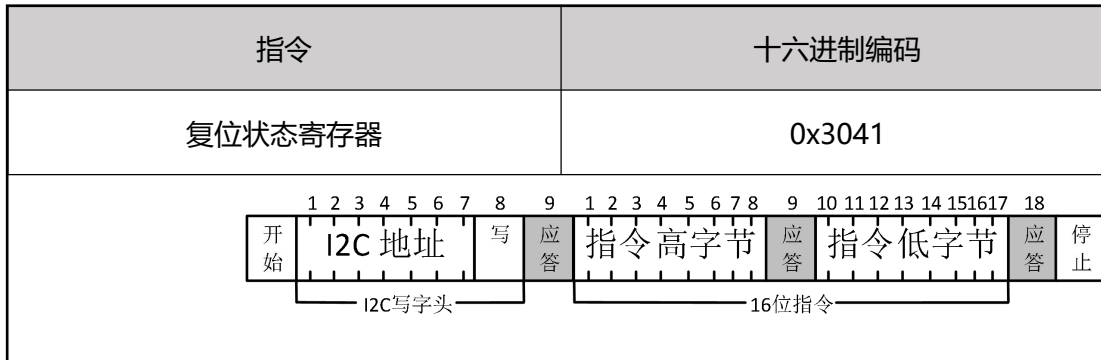 指令 十六进制编码
复位状态寄存器 0x3041
1 2 3 4 5 6 7 8 9 1 2 3 4 5 6 7 8 9 10 11 12 13 14 15 16 17 18
开始 I2C 地址 写 应答 指令高字节 应答 指令低字节 应答 停止
I2C写字头 16位指令